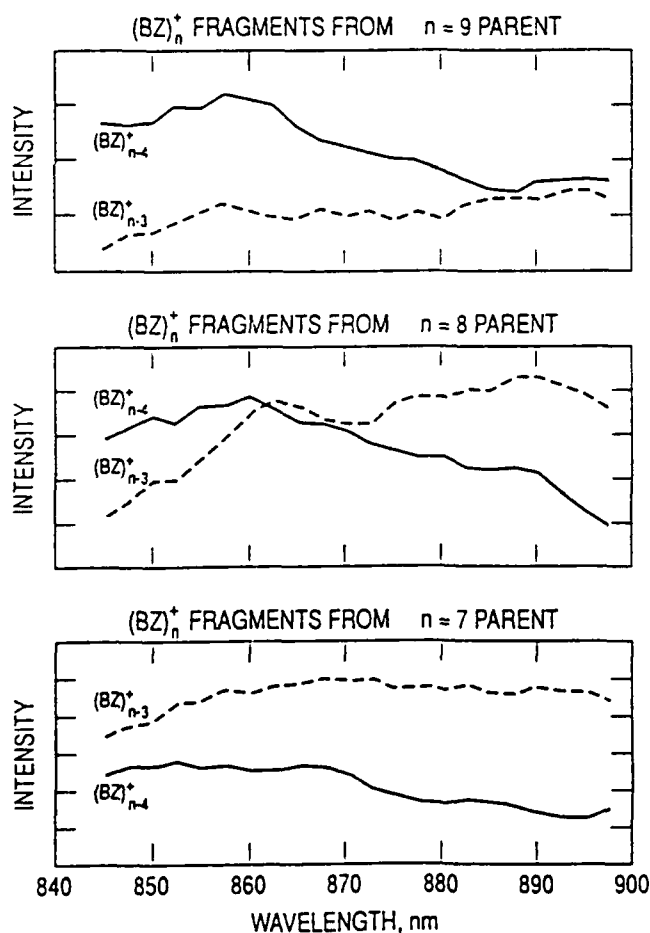 (BZ)ₙ⁺ FRAGMENTS FROM n = 9 PARENT
INTENSITY
(BZ)ₙ₋₄⁺
(BZ)ₙ₋₃⁺
(BZ)ₙ⁺ FRAGMENTS FROM n = 8 PARENT
INTENSITY
(BZ)ₙ₋₄⁺
(BZ)ₙ₋₃⁺
(BZ)ₙ⁺ FRAGMENTS FROM n = 7 PARENT
INTENSITY
(BZ)ₙ₋₃⁺
(BZ)ₙ₋₄⁺
840 850 860 870 880 890 900
WAVELENGTH, nm